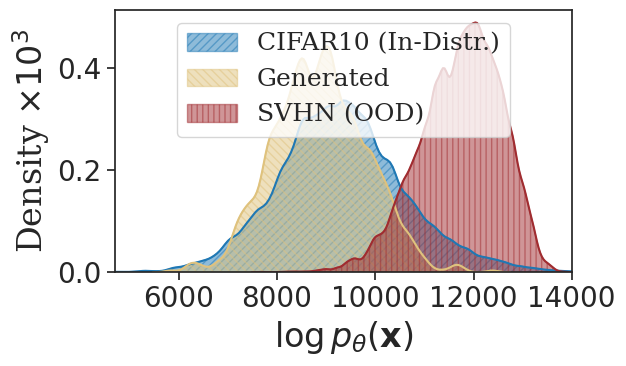 CIFAR10 (In-Distr.)
Generated
SVHN (OOD)
Density ×10³
0.4
0.2
0.0
6000 8000 10000 12000 14000
log p_θ(𝐱)